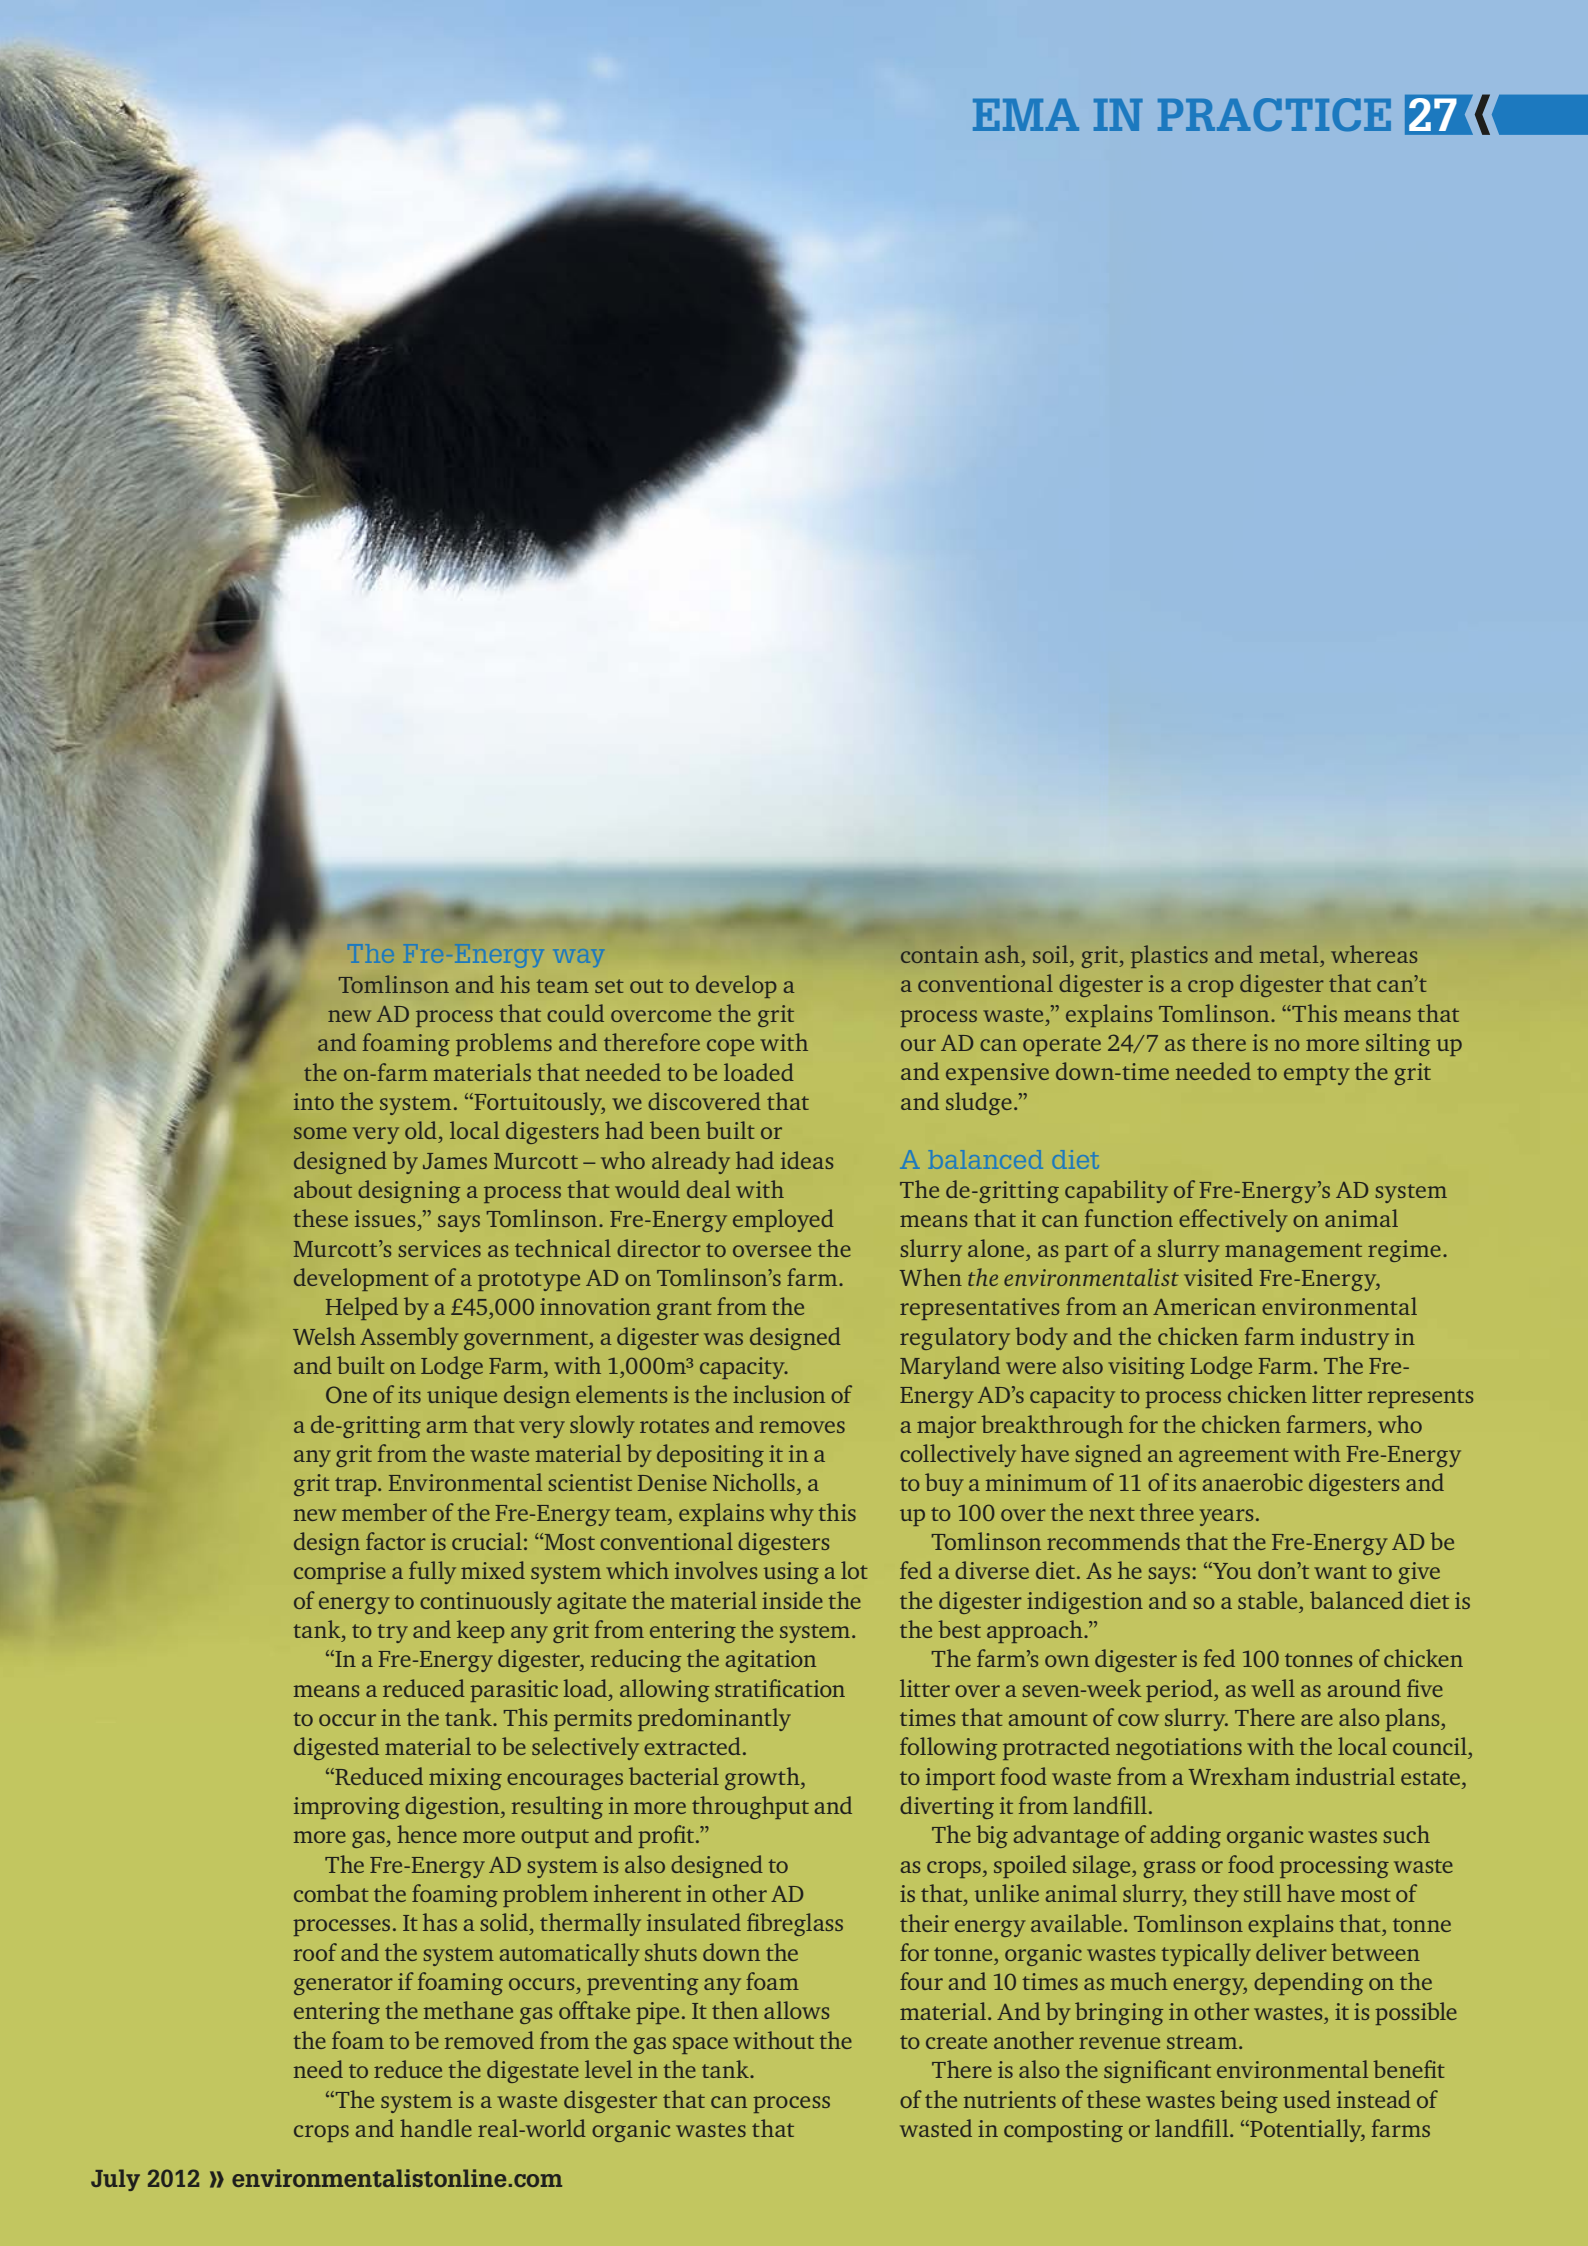 EMA IN PRACTICE 27
The Fre-Energy way
Tomlinson and his team set out to develop a
new AD process that could overcome the grit
and foaming problems and therefore cope with
the on-farm materials that needed to be loaded
into the system. “Fortuitously, we discovered that
some very old, local digesters had been built or
designed by James Murcott – who already had ideas
about designing a process that would deal with
these issues,” says Tomlinson. Fre-Energy employed
Murcott’s services as technical director to oversee the
development of a prototype AD on Tomlinson’s farm.
Helped by a £45,000 innovation grant from the
Welsh Assembly government, a digester was designed
and built on Lodge Farm, with 1,000m³ capacity.
One of its unique design elements is the inclusion of
a de-gritting arm that very slowly rotates and removes
any grit from the waste material by depositing it in a
grit trap. Environmental scientist Denise Nicholls, a
new member of the Fre-Energy team, explains why this
design factor is crucial: “Most conventional digesters
comprise a fully mixed system which involves using a lot
of energy to continuously agitate the material inside the
tank, to try and keep any grit from entering the system.
“In a Fre-Energy digester, reducing the agitation
means a reduced parasitic load, allowing stratification
to occur in the tank. This permits predominantly
digested material to be selectively extracted.
“Reduced mixing encourages bacterial growth,
improving digestion, resulting in more throughput and
more gas, hence more output and profit.”
The Fre-Energy AD system is also designed to
combat the foaming problem inherent in other AD
processes. It has a solid, thermally insulated fibreglass
roof and the system automatically shuts down the
generator if foaming occurs, preventing any foam
entering the methane gas offtake pipe. It then allows
the foam to be removed from the gas space without the
need to reduce the digestate level in the tank.
“The system is a waste disgester that can process
crops and handle real-world organic wastes that
contain ash, soil, grit, plastics and metal, whereas
a conventional digester is a crop digester that can’t
process waste,” explains Tomlinson. “This means that
our AD can operate 24/7 as there is no more silting up
and expensive down-time needed to empty the grit
and sludge.”
A balanced diet
The de-gritting capability of Fre-Energy’s AD system
means that it can function effectively on animal
slurry alone, as part of a slurry management regime.
When the environmentalist visited Fre-Energy,
representatives from an American environmental
regulatory body and the chicken farm industry in
Maryland were also visiting Lodge Farm. The Fre-
Energy AD’s capacity to process chicken litter represents
a major breakthrough for the chicken farmers, who
collectively have signed an agreement with Fre-Energy
to buy a minimum of 11 of its anaerobic digesters and
up to 100 over the next three years.
Tomlinson recommends that the Fre-Energy AD be
fed a diverse diet. As he says: “You don’t want to give
the digester indigestion and so a stable, balanced diet is
the best approach.”
The farm’s own digester is fed 100 tonnes of chicken
litter over a seven-week period, as well as around five
times that amount of cow slurry. There are also plans,
following protracted negotiations with the local council,
to import food waste from a Wrexham industrial estate,
diverting it from landfill.
The big advantage of adding organic wastes such
as crops, spoiled silage, grass or food processing waste
is that, unlike animal slurry, they still have most of
their energy available. Tomlinson explains that, tonne
for tonne, organic wastes typically deliver between
four and 10 times as much energy, depending on the
material. And by bringing in other wastes, it is possible
to create another revenue stream.
There is also the significant environmental benefit
of the nutrients of these wastes being used instead of
wasted in composting or landfill. “Potentially, farms
July 2012 » environmentalistonline.com